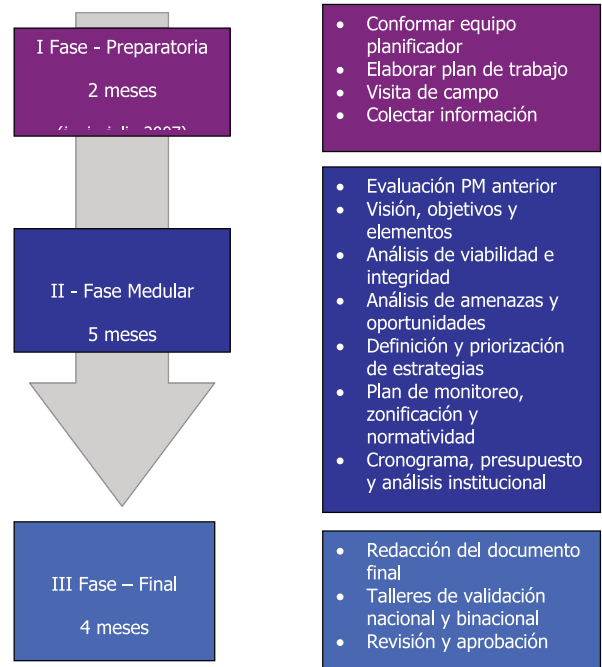 I Fase - Preparatoria
2 meses
• Conformar equipo
planificador
• Elaborar plan de trabajo
• Visita de campo
• Colectar información
II - Fase Medular
5 meses
• Evaluación PM anterior
• Visión, objetivos y
elementos
• Análisis de viabilidad e
integridad
• Análisis de amenazas y
oportunidades
• Definición y priorización
de estrategias
• Plan de monitoreo,
zonificación y
normatividad
• Cronograma, presupuesto
y análisis institucional
III Fase – Final
4 meses
• Redacción del documento
final
• Talleres de validación
nacional y binacional
• Revisión y aprobación